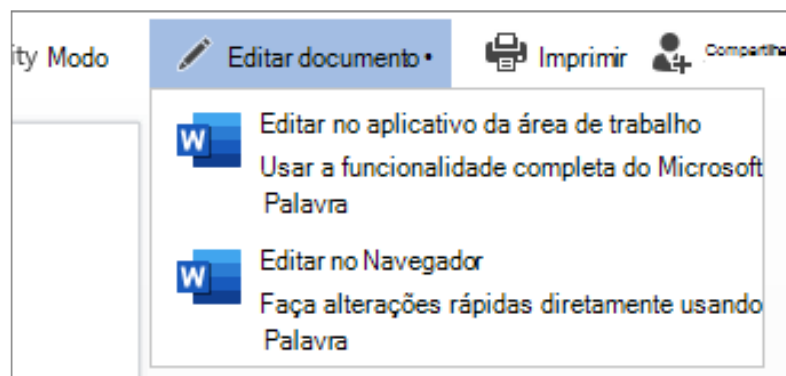 ity Modo
Editar documento •
Imprimir
Compartilhe
W
Editar no aplicativo da área de trabalho
Usar a funcionalidade completa do Microsoft
Palavra
W
Editar no Navegador
Faça alterações rápidas diretamente usando
Palavra